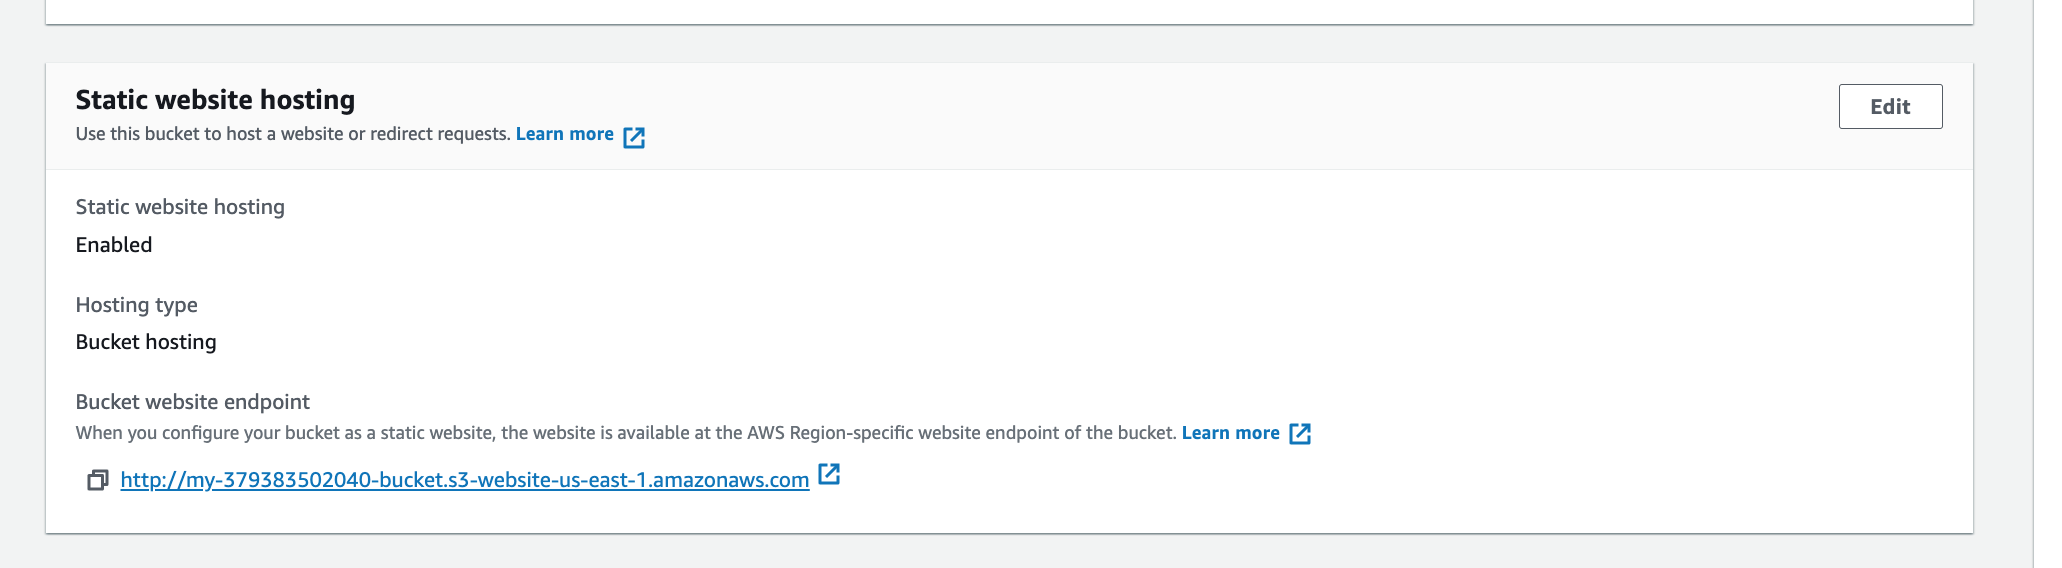 Static website hosting
Edit
Use this bucket to host a website or redirect requests. Learn more
Static website hosting
Enabled
Hosting type
Bucket hosting
Bucket website endpoint
When you configure your bucket as a static website, the website is available at the AWS Region-specific website endpoint of the bucket. Learn more
http://my-379383502040-bucket.s3-website-us-east-1.amazonaws.com